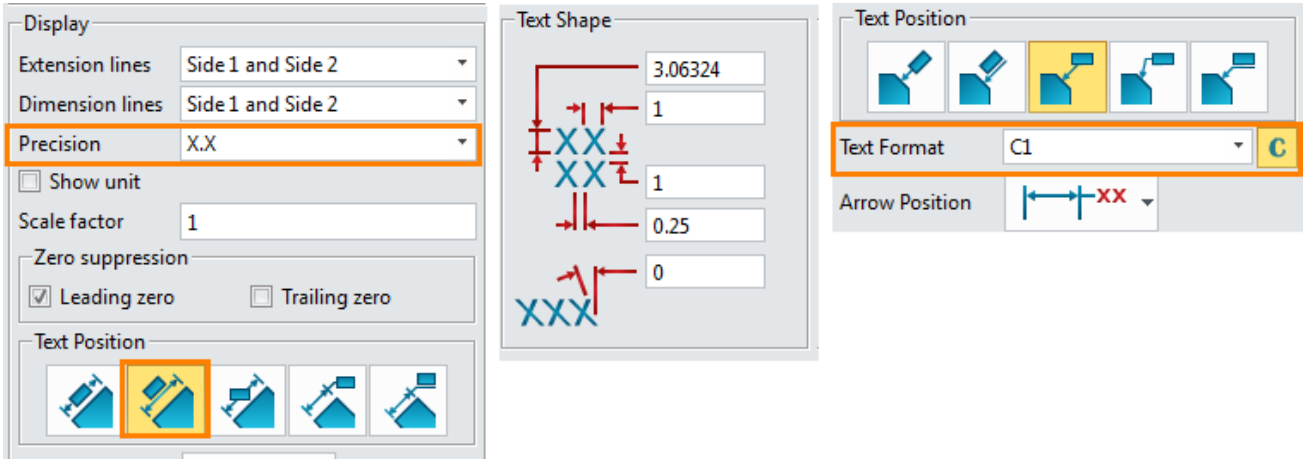 Display
Extension lines Side 1 and Side 2
Dimension lines Side 1 and Side 2
Precision X.X
Show unit
Scale factor 1
Zero suppression
Leading zero Trailing zero
Text Position
Text Shape
3.06324
1
XX
XX
1
0.25
0
XXX
Text Position
Text Format C1 C
Arrow Position XX